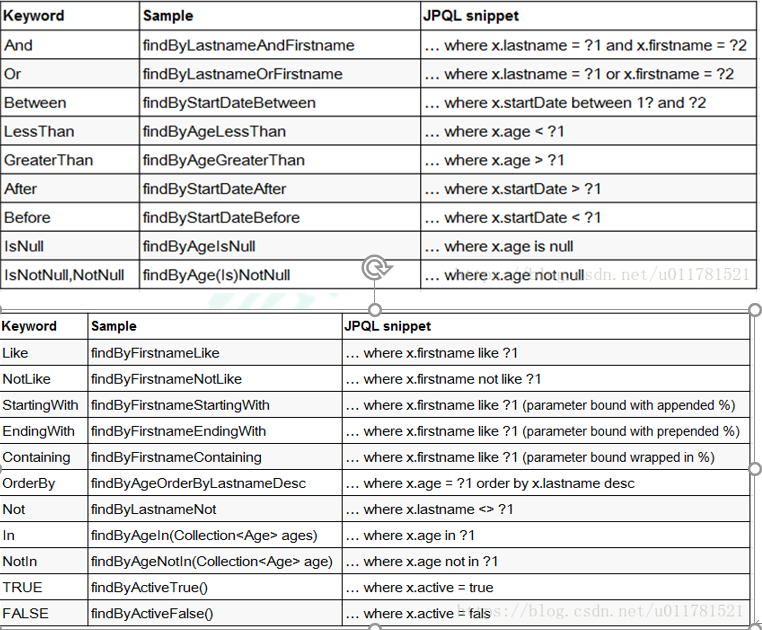 Keyword Sample JPQL snippet
And findByLastnameAndFirstname … where x.lastname = ?1 and x.firstname = ?2
Or findByLastnameOrFirstname … where x.lastname = ?1 or x.firstname = ?2
Between findByStartDateBetween … where x.startDate between 1? and ?2
LessThan findByAgeLessThan … where x.age < ?1
GreaterThan findByAgeGreaterThan … where x.age > ?1
After findByStartDateAfter … where x.startDate > ?1
Before findByStartDateBefore … where x.startDate < ?1
IsNull findByAgeIsNull … where x.age is null
IsNotNull,NotNull findByAge(Is)NotNull … where x.age not null
https://blog.csdn.net/u011781521
Keyword Sample JPQL snippet
Like findByFirstnameLike … where x.firstname like ?1
NotLike findByFirstnameNotLike … where x.firstname not like ?1
StartingWith findByFirstnameStartingWith … where x.firstname like ?1 (parameter bound with appended %)
EndingWith findByFirstnameEndingWith … where x.firstname like ?1 (parameter bound with prepended %)
Containing findByFirstnameContaining … where x.firstname like ?1 (parameter bound wrapped in %)
OrderBy findByAgeOrderByLastnameDesc … where x.age = ?1 order by x.lastname desc
Not findByLastnameNot … where x.lastname <> ?1
In findByAgeIn(Collection<Age> ages) … where x.age in ?1
NotIn findByAgeNotIn(Collection<Age> age) … where x.age not in ?1
TRUE findByActiveTrue() … where x.active = true
FALSE findByActiveFalse() … where x.active = fals
https://blog.csdn.net/u011781521